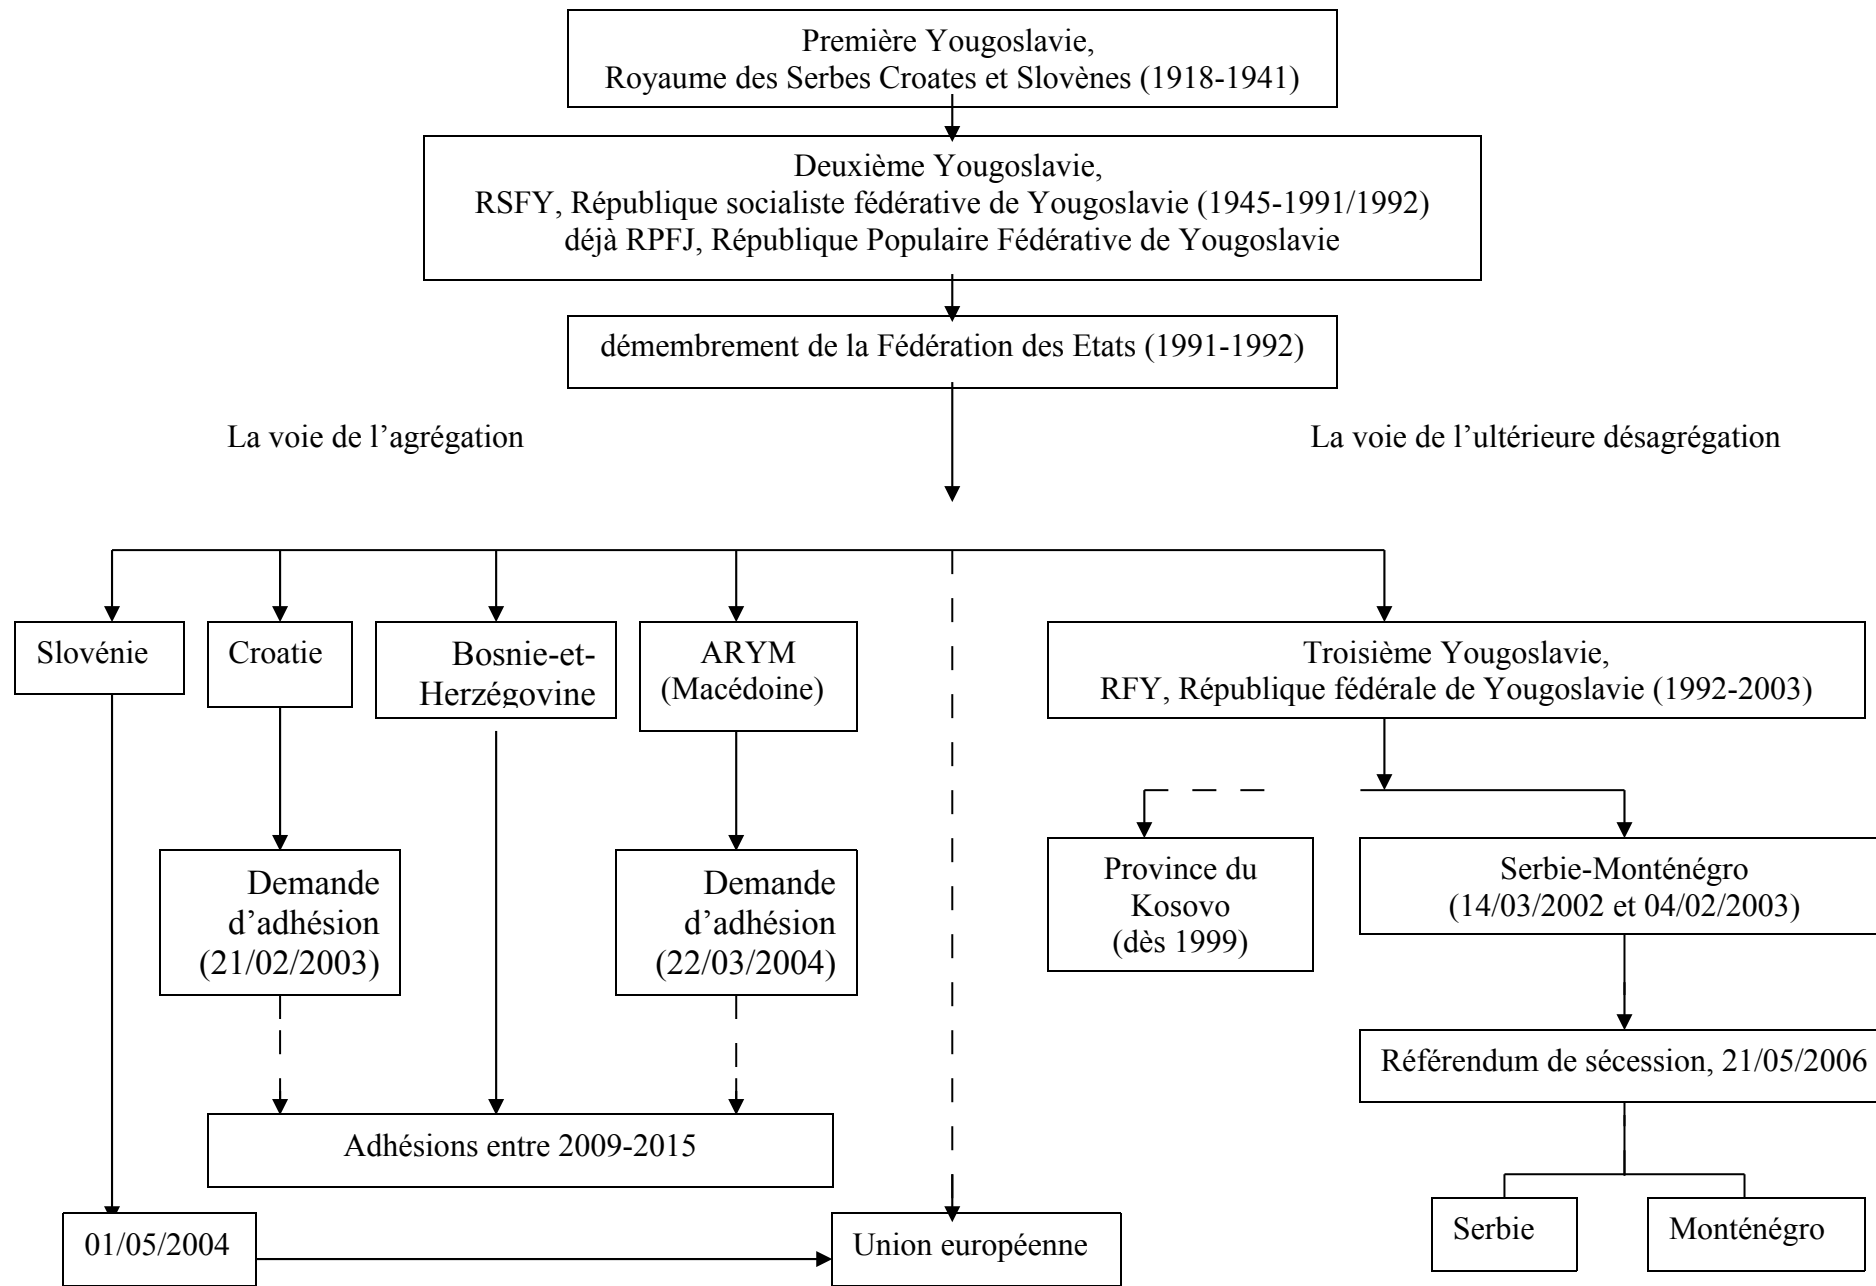 Première Yougoslavie,
Royaume des Serbes Croates et Slovènes (1918-1941)
Deuxième Yougoslavie,
RSFY, République socialiste fédérative de Yougoslavie (1945-1991/1992)
déjà RPFJ, République Populaire Fédérative de Yougoslavie
démembrement de la Fédération des Etats (1991-1992)
La voie de l’agrégation
La voie de l’ultérieure désagrégation
Slovénie
Croatie
Bosnie-et-
Herzégovine
ARYM
(Macédoine)
Troisième Yougoslavie,
RFY, République fédérale de Yougoslavie (1992-2003)
Demande
d’adhésion
(21/02/2003)
Demande
d’adhésion
(22/03/2004)
Province du
Kosovo
(dès 1999)
Serbie-Monténégro
(14/03/2002 et 04/02/2003)
Référendum de sécession, 21/05/2006
Adhésions entre 2009-2015
01/05/2004
Union européenne
Serbie
Monténégro